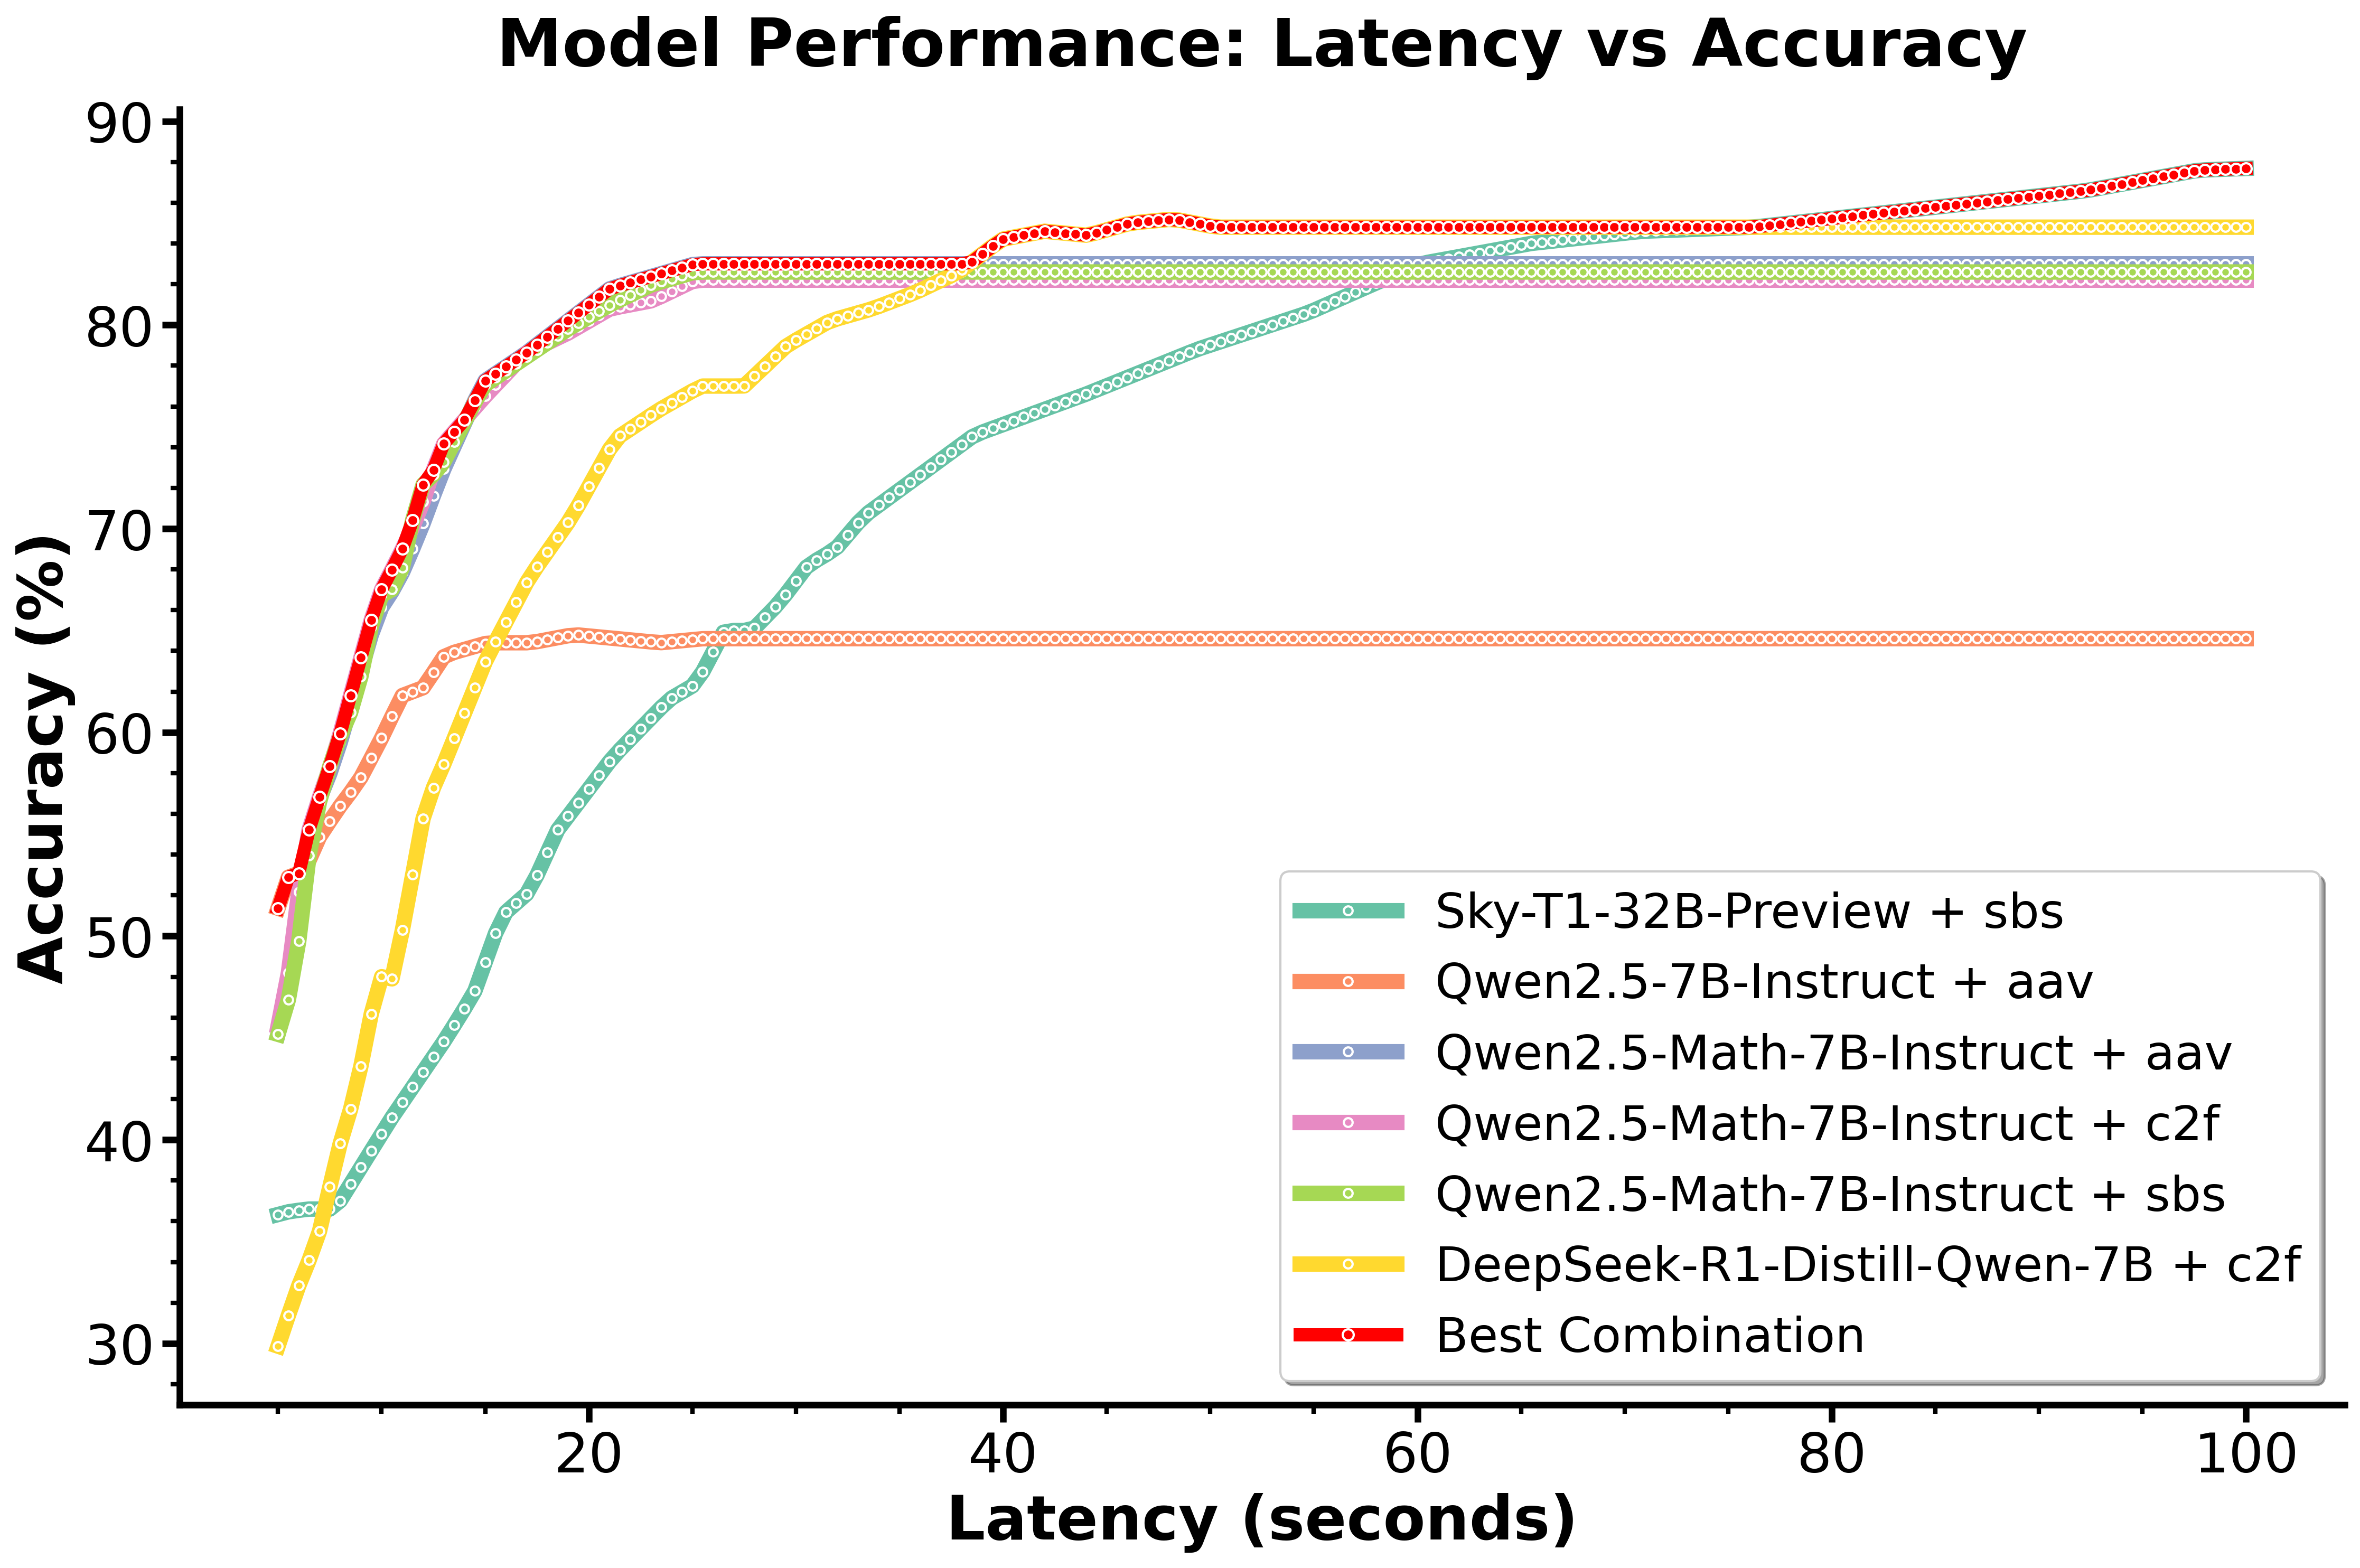 Model Performance: Latency vs Accuracy
Accuracy (%)
90
80
70
60
50
40
30
Sky-T1-32B-Preview + sbs
Qwen2.5-7B-Instruct + aav
Qwen2.5-Math-7B-Instruct + aav
Qwen2.5-Math-7B-Instruct + c2f
Qwen2.5-Math-7B-Instruct + sbs
DeepSeek-R1-Distill-Qwen-7B + c2f
Best Combination
20 40 60 80 100
Latency (seconds)